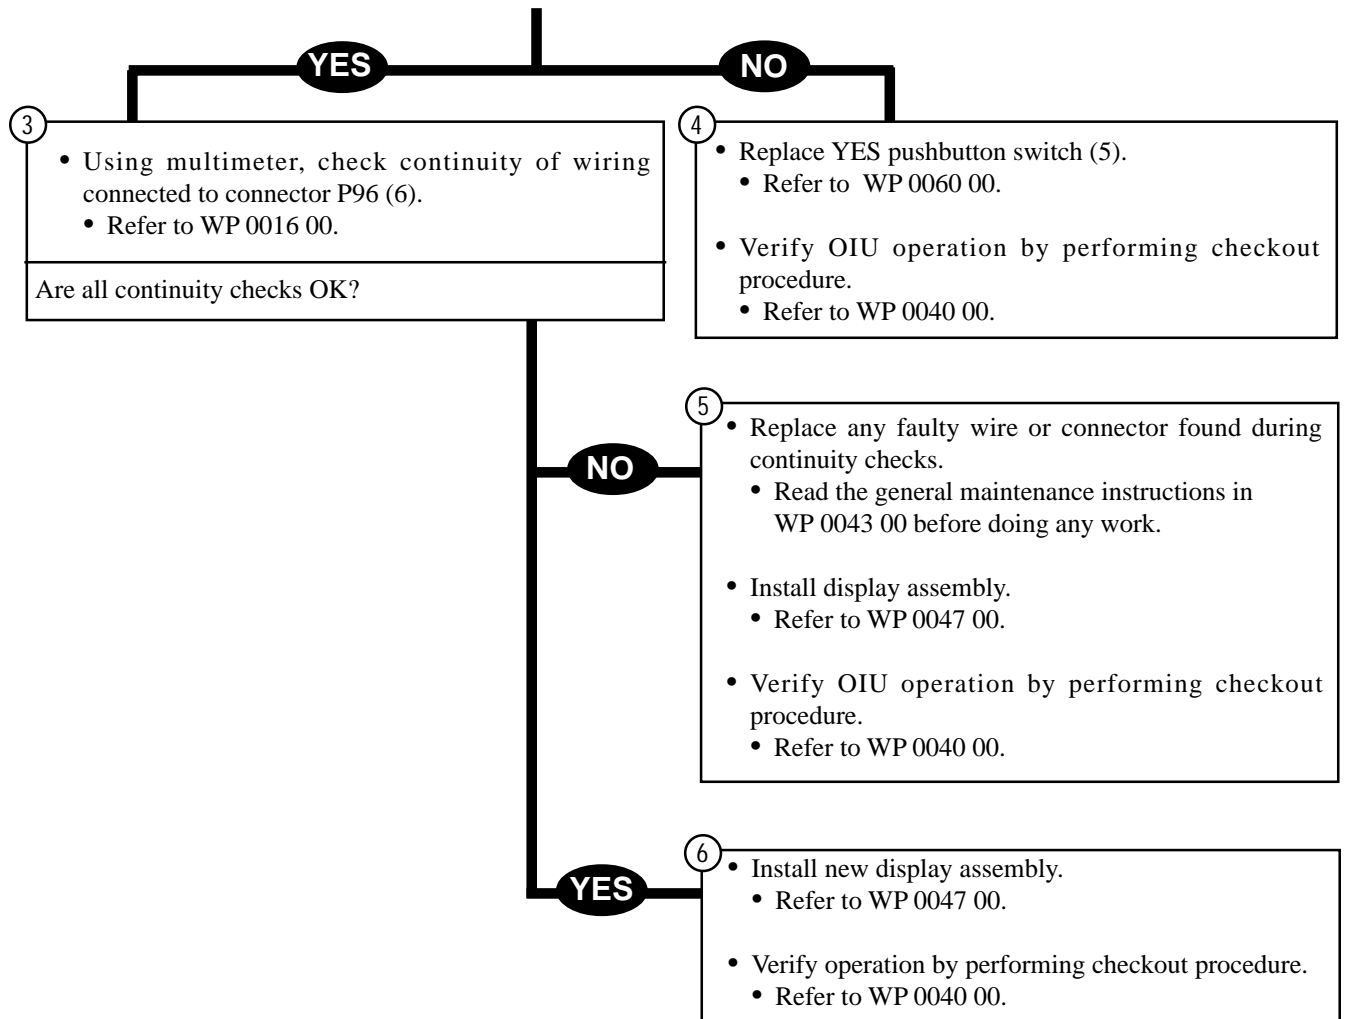 YES
NO
3
• Using multimeter, check continuity of wiring
connected to connector P96 (6).
• Refer to WP 0016 00.
Are all continuity checks OK?
4
• Replace YES pushbutton switch (5).
• Refer to WP 0060 00.
• Verify OIU operation by performing checkout
procedure.
• Refer to WP 0040 00.
NO
5
• Replace any faulty wire or connector found during
continuity checks.
• Read the general maintenance instructions in
WP 0043 00 before doing any work.
• Install display assembly.
• Refer to WP 0047 00.
• Verify OIU operation by performing checkout
procedure.
• Refer to WP 0040 00.
YES
6
• Install new display assembly.
• Refer to WP 0047 00.
• Verify operation by performing checkout procedure.
• Refer to WP 0040 00.